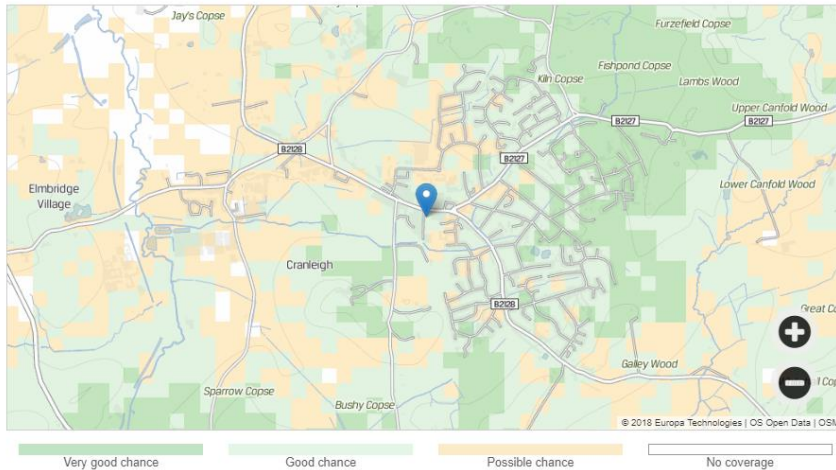 Jay's Copse
Furzefield Copse
Fishpond Copse
Kiln Copse
Lambs Wood
Upper Canfold Wood
B2127
B2127
B2128
B2127
Elmbridge
Village
Lower Canfold Wood
Cranleigh
B2128
Great Co
Galley Wood
Sparrow Copse
Bushy Copse
© 2018 Europa Technologies | OS Open Data | OSM
Very good chance
Good chance
Possible chance
No coverage